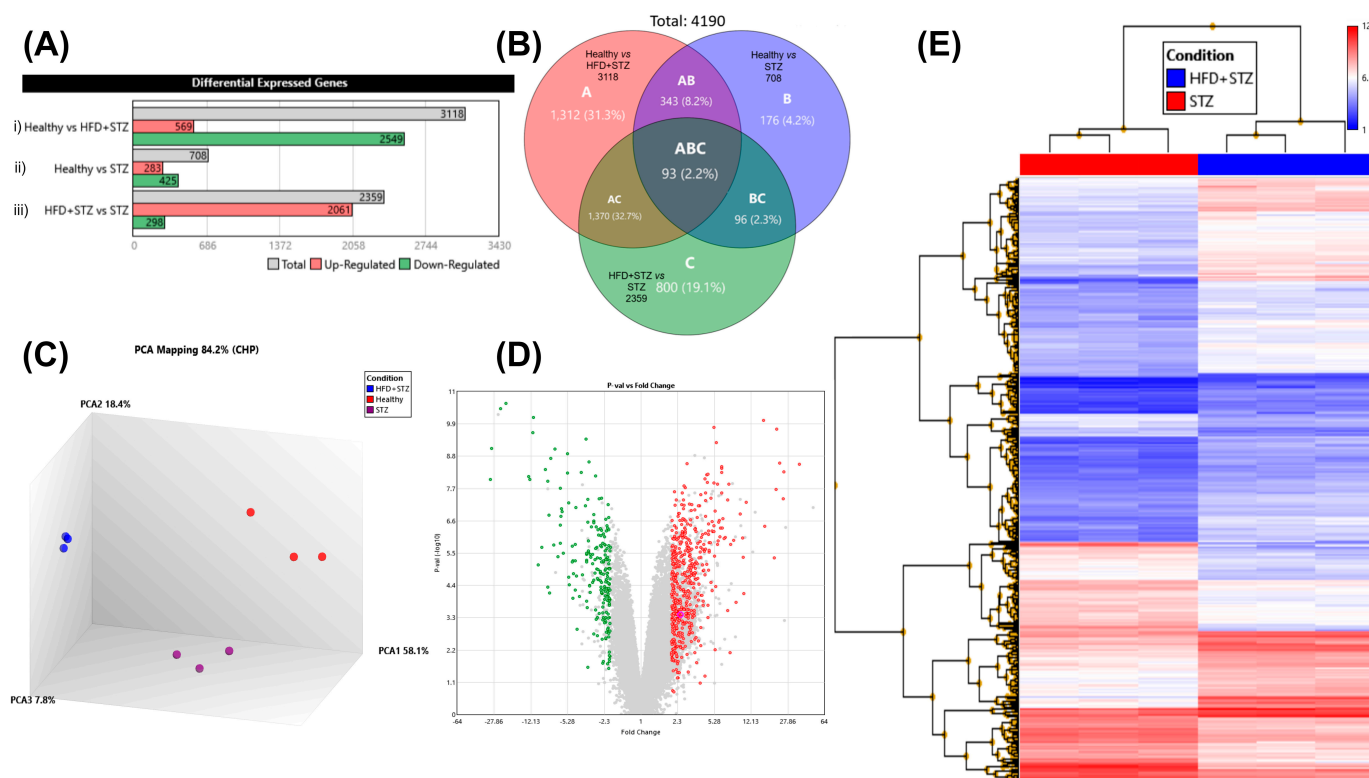 (A)
Differential Expressed Genes
i) Healthy vs HFD+STZ
3118
569
2549
ii) Healthy vs STZ
708
283
425
iii) HFD+STZ vs STZ
2359
2061
298
0 686 1372 2058 2744 3430
Total Up-Regulated Down-Regulated
(B)
Total: 4190
Healthy vs
HFD+STZ
3118
A
1,312 (31.3%)
AB
343 (8.2%)
Healthy vs
STZ
708
B
176 (4.2%)
ABC
93 (2.2%)
AC
1,370 (32.7%)
BC
96 (2.3%)
C
HFD+STZ vs
STZ
2359
800 (19.1%)
(C)
PCA Mapping 84.2% (CHP)
Condition
HFD+STZ
Healthy
STZ
PCA2 18.4%
PCA1 58.1%
PCA3 7.8%
(D)
P-val vs Fold Change
P-val (-log10)
11
9.9
8.8
7.7
6.6
5.5
4.4
3.3
2.2
1.1
0
-64 -27.86 -12.13 -5.28 -2.3 1 2.3 5.28 12.13 27.86 64
Fold Change
(E)
Condition
HFD+STZ
STZ
12
6.
1